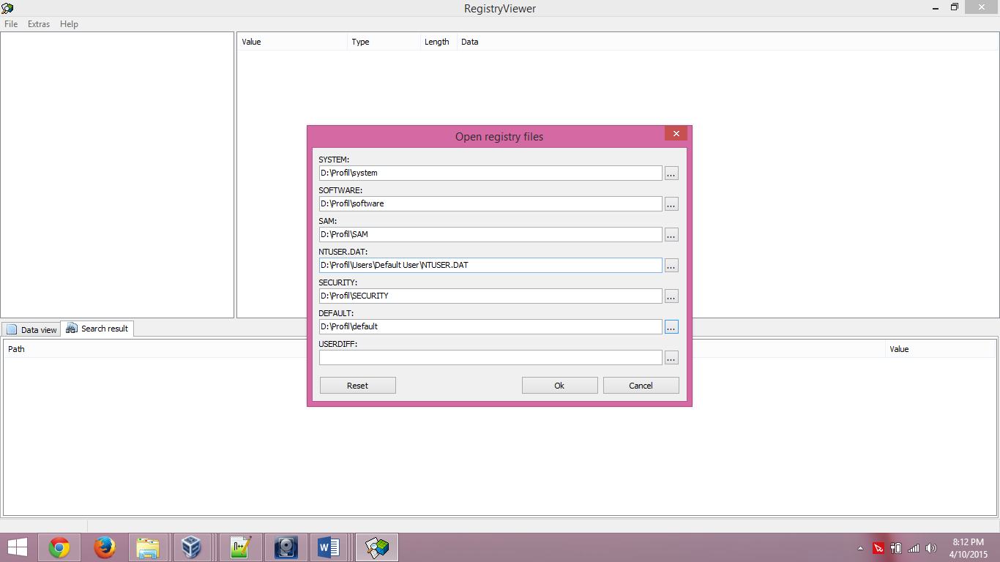 RegistryViewer
File Extras Help
Value Type Length Data
Open registry files
SYSTEM:
D:\Profil\system
...
SOFTWARE:
D:\Profil\software
...
SAM:
D:\Profil\SAM
...
NTUSER.DAT:
D:\Profil\Users\Default User\NTUSER.DAT
...
SECURITY:
D:\Profil\SECURITY
...
DEFAULT:
D:\Profil\default
...
USERDIFF:
...
Reset Ok Cancel
Data view Search result
Path Value
8:12 PM
4/10/2015